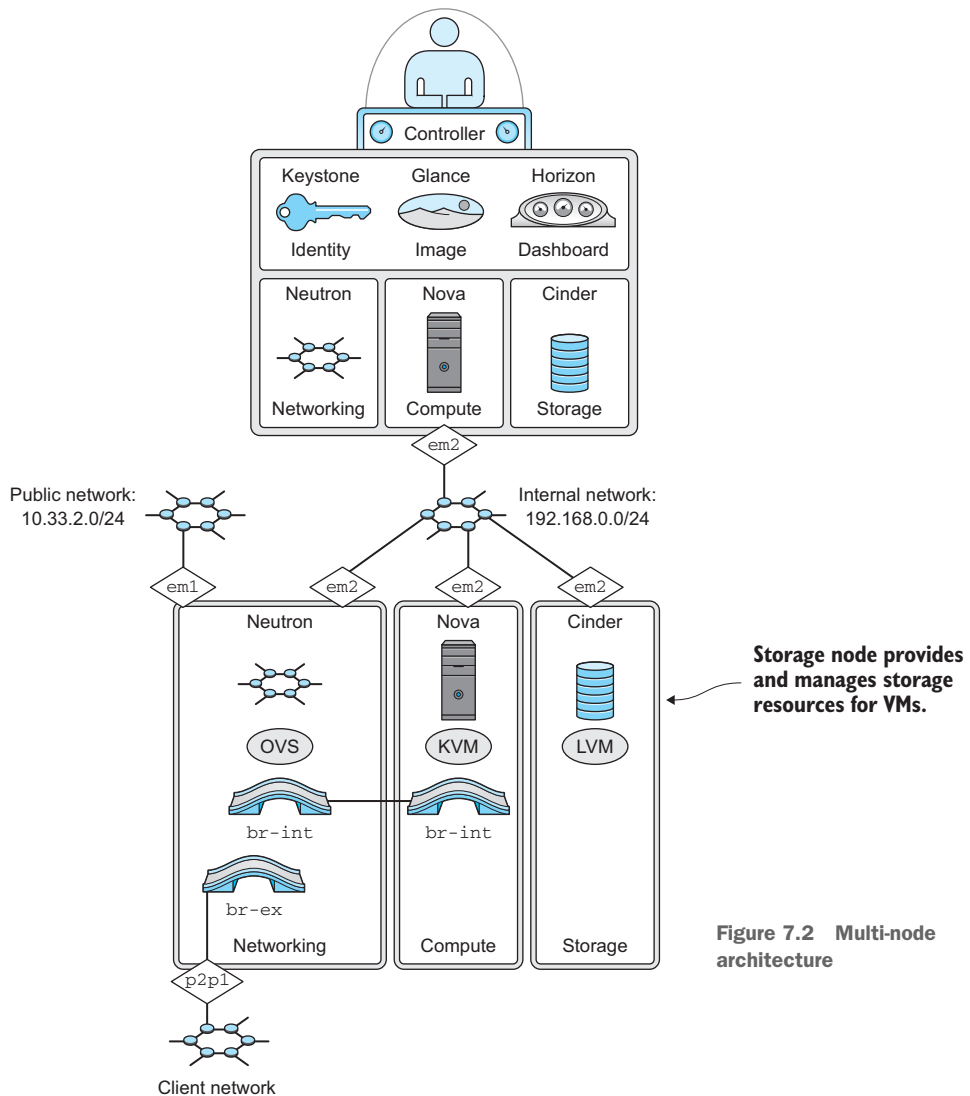 Controller
Keystone
Glance
Horizon
Identity
Image
Dashboard
Neutron
Nova
Cinder
Networking
Compute
Storage
em2
Public network:
10.33.2.0/24
Internal network:
192.168.0.0/24
em1
em2
em2
em2
Neutron
Nova
Cinder
OVS
KVM
LVM
br-int
br-int
br-ex
Networking
Compute
Storage
p2p1
Client network
Storage node provides
and manages storage
resources for VMs.
Figure 7.2 Multi-node
architecture